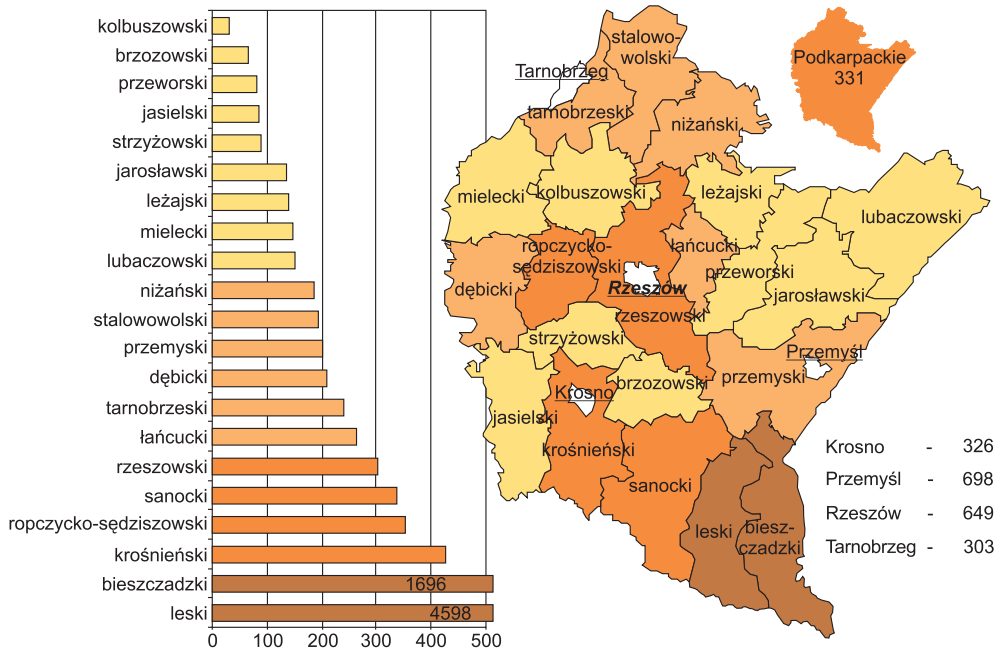 kolbuszowski
brzozowski
przeworski
jasielski
strzyżowski
jarosławski
leżajski
mielecki
lubaczowski
niżański
stalowowolski
przemyski
dębicki
tarnobrzeski
łańcucki
rzeszowski
sanocki
ropczycko-sędziszowski
krośnieński
bieszczadzki 1696
leski 4598
0 100 200 300 400 500
stalowo-
wolski
Tarnobrzeg
tarnobrzeski
niżański
mielecki
kolbuszowski
leżajski
lubaczowski
ropczycko-
sędziszowski
łańcucki
dębicki
przeworski
jarosławski
Rzeszów
rzeszowski
strzyżowski
Przemyśl
przemyski
brzozowski
Krosno
jasielski
krośnieński
sanocki
leski
biesz-
czadzki
Podkarpackie
331
Krosno - 326
Przemyśl - 698
Rzeszów - 649
Tarnobrzeg - 303